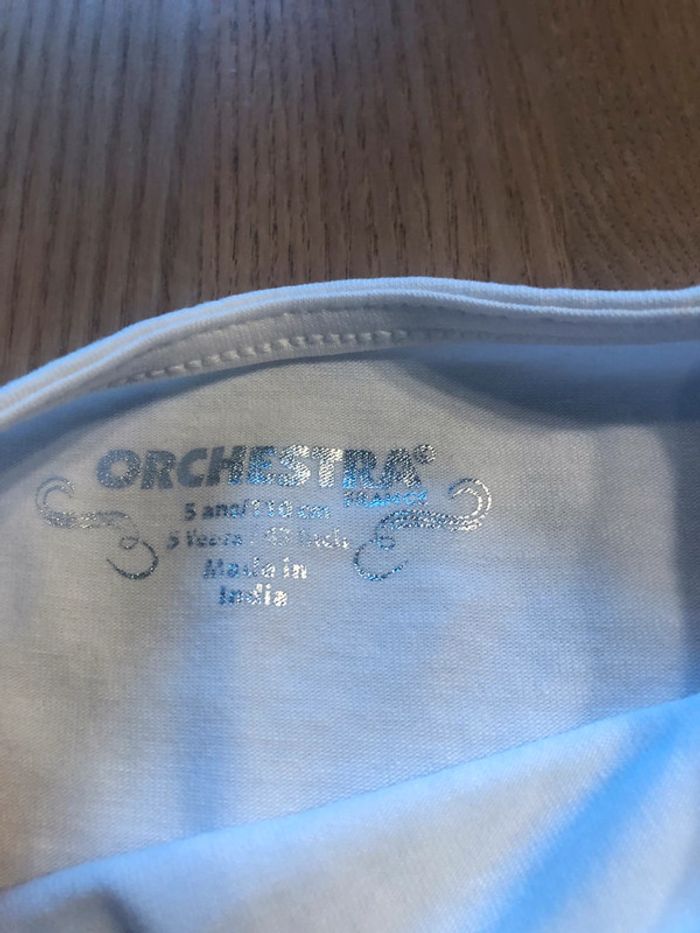 ORCHESTRA©
FRANCE
5 ans/110 cm
5 Years - 43 inch
Made in
India